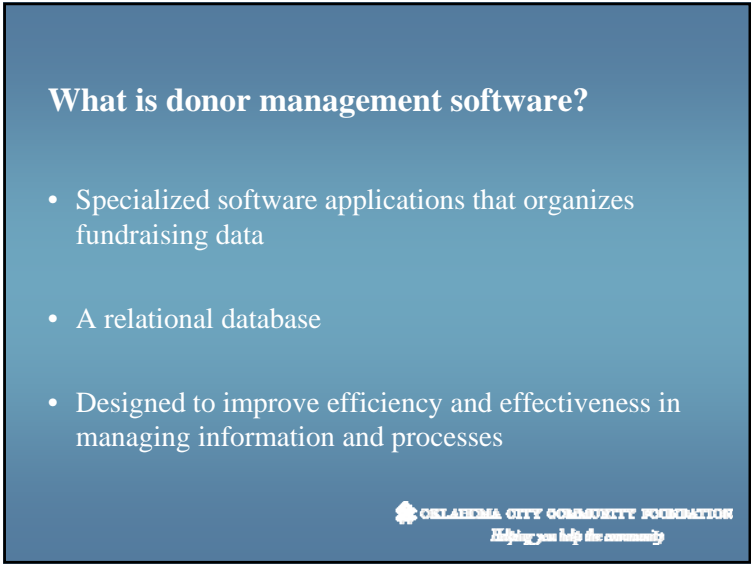 What is donor management software?
• Specialized software applications that organizes
fundraising data
• A relational database
• Designed to improve efficiency and effectiveness in
managing information and processes
OKLAHOMA CITY COMMUNITY FOUNDATION
Helping you help the community